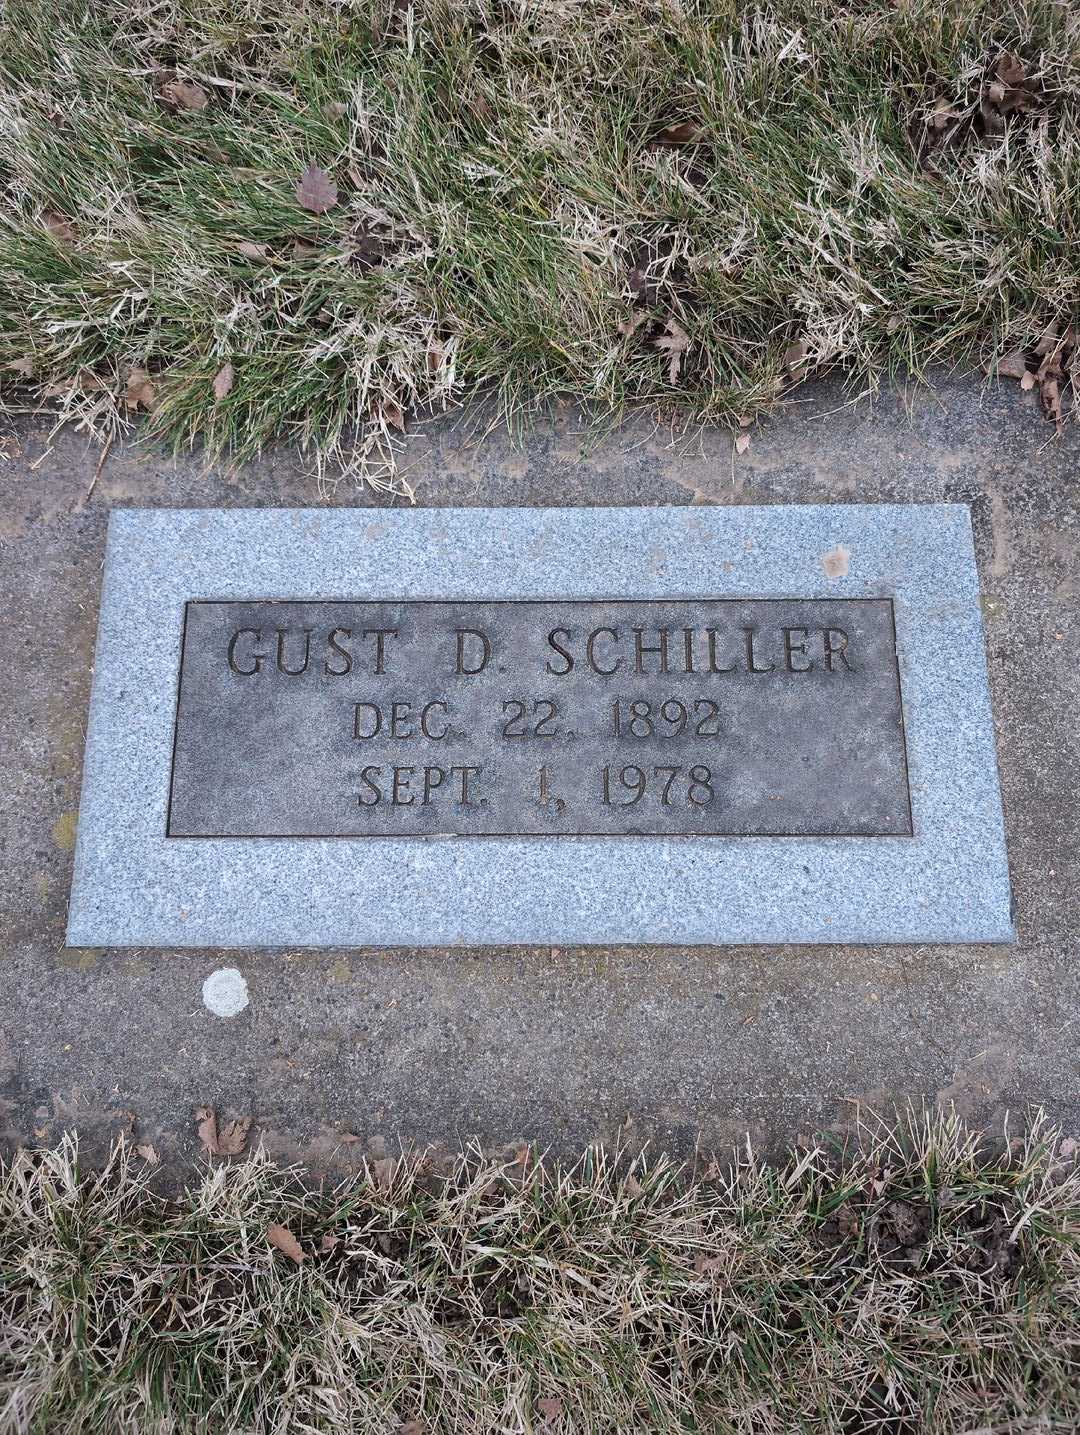 GUST D. SCHILLER
DEC. 22, 1892
SEPT. 1, 1978